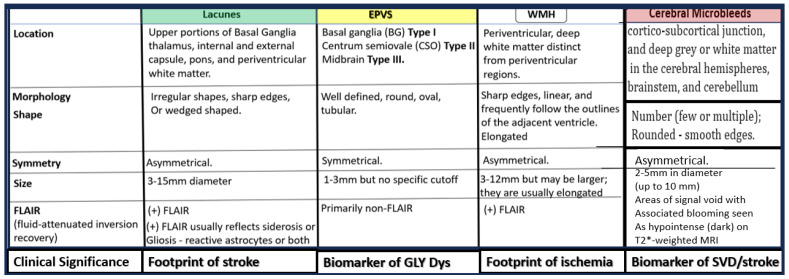 Lacunes EPVS WMH Cerebral Microbleeds
Location
Upper portions of Basal Ganglia
thalamus, internal and external
capsule, pons, and periventricular
white matter.
Basal ganglia (BG) Type I
Centrum semiovale (CSO) Type II
Midbrain Type III.
Periventricular, deep
white matter distinct
from periventricular
regions.
cortico-subcortical junction,
and deep grey or white matter
in the cerebral hemispheres,
brainstem, and cerebellum
Morphology
Shape
Irregular shapes, sharp edges,
Or wedged shaped.
Well defined, round, oval,
tubular.
Sharp edges, linear, and
frequently follow the outlines
of the adjacent ventricle.
Elongated
Number (few or multiple);
Rounded - smooth edges.
Symmetry
Asymmetrical.
Symmetrical.
Asymmetrical.
Asymmetrical.
Size
3-15mm diameter
1-3mm but no specific cutoff
3-12mm but may be larger;
they are usually elongated
2-5mm in diameter
(up to 10 mm)
Areas of signal void with
Associated blooming seen
As hypointense (dark) on
T2*-weighted MRI
FLAIR
(fluid-attenuated inversion
recovery)
(+) FLAIR
(+) FLAIR usually reflects siderosis or
Gliosis - reactive astrocytes or both
Primarily non-FLAIR
(+) FLAIR
Clinical Significance
Footprint of stroke
Biomarker of GLY Dys
Footprint of ischemia
Biomarker of SVD/stroke